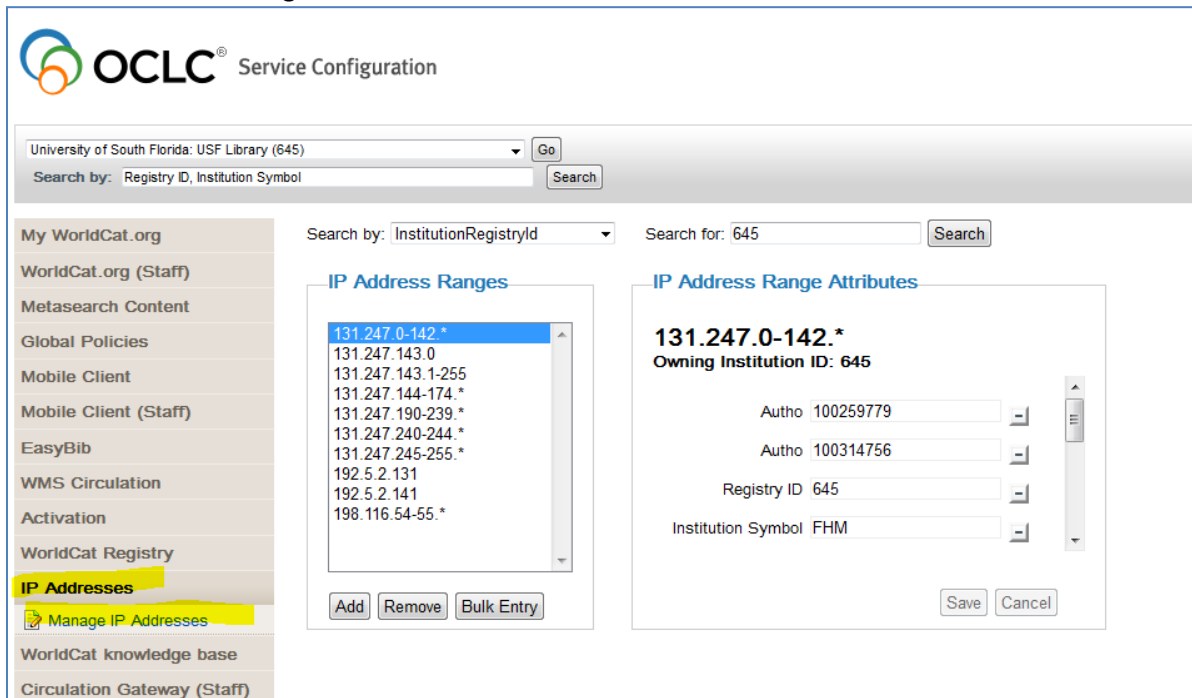 OCLC® Service Configuration
University of South Florida: USF Library (645) Go
Search by: Registry ID, Institution Symbol Search
My WorldCat.org
WorldCat.org (Staff)
Metasearch Content
Global Policies
Mobile Client
Mobile Client (Staff)
EasyBib
WMS Circulation
Activation
WorldCat Registry
IP Addresses
Manage IP Addresses
WorldCat knowledge base
Circulation Gateway (Staff)
Search by: InstitutionRegistryId Search for: 645 Search
IP Address Ranges
131.247.0-142.*
131.247.143.0
131.247.143.1-255
131.247.144-174.*
131.247.190-239.*
131.247.240-244.*
131.247.245-255.*
192.5.2.131
192.5.2.141
198.116.54-55.*
Add Remove Bulk Entry
IP Address Range Attributes
131.247.0-142.*
Owning Institution ID: 645
Autho 100259779
Autho 100314756
Registry ID 645
Institution Symbol FHM
Save Cancel